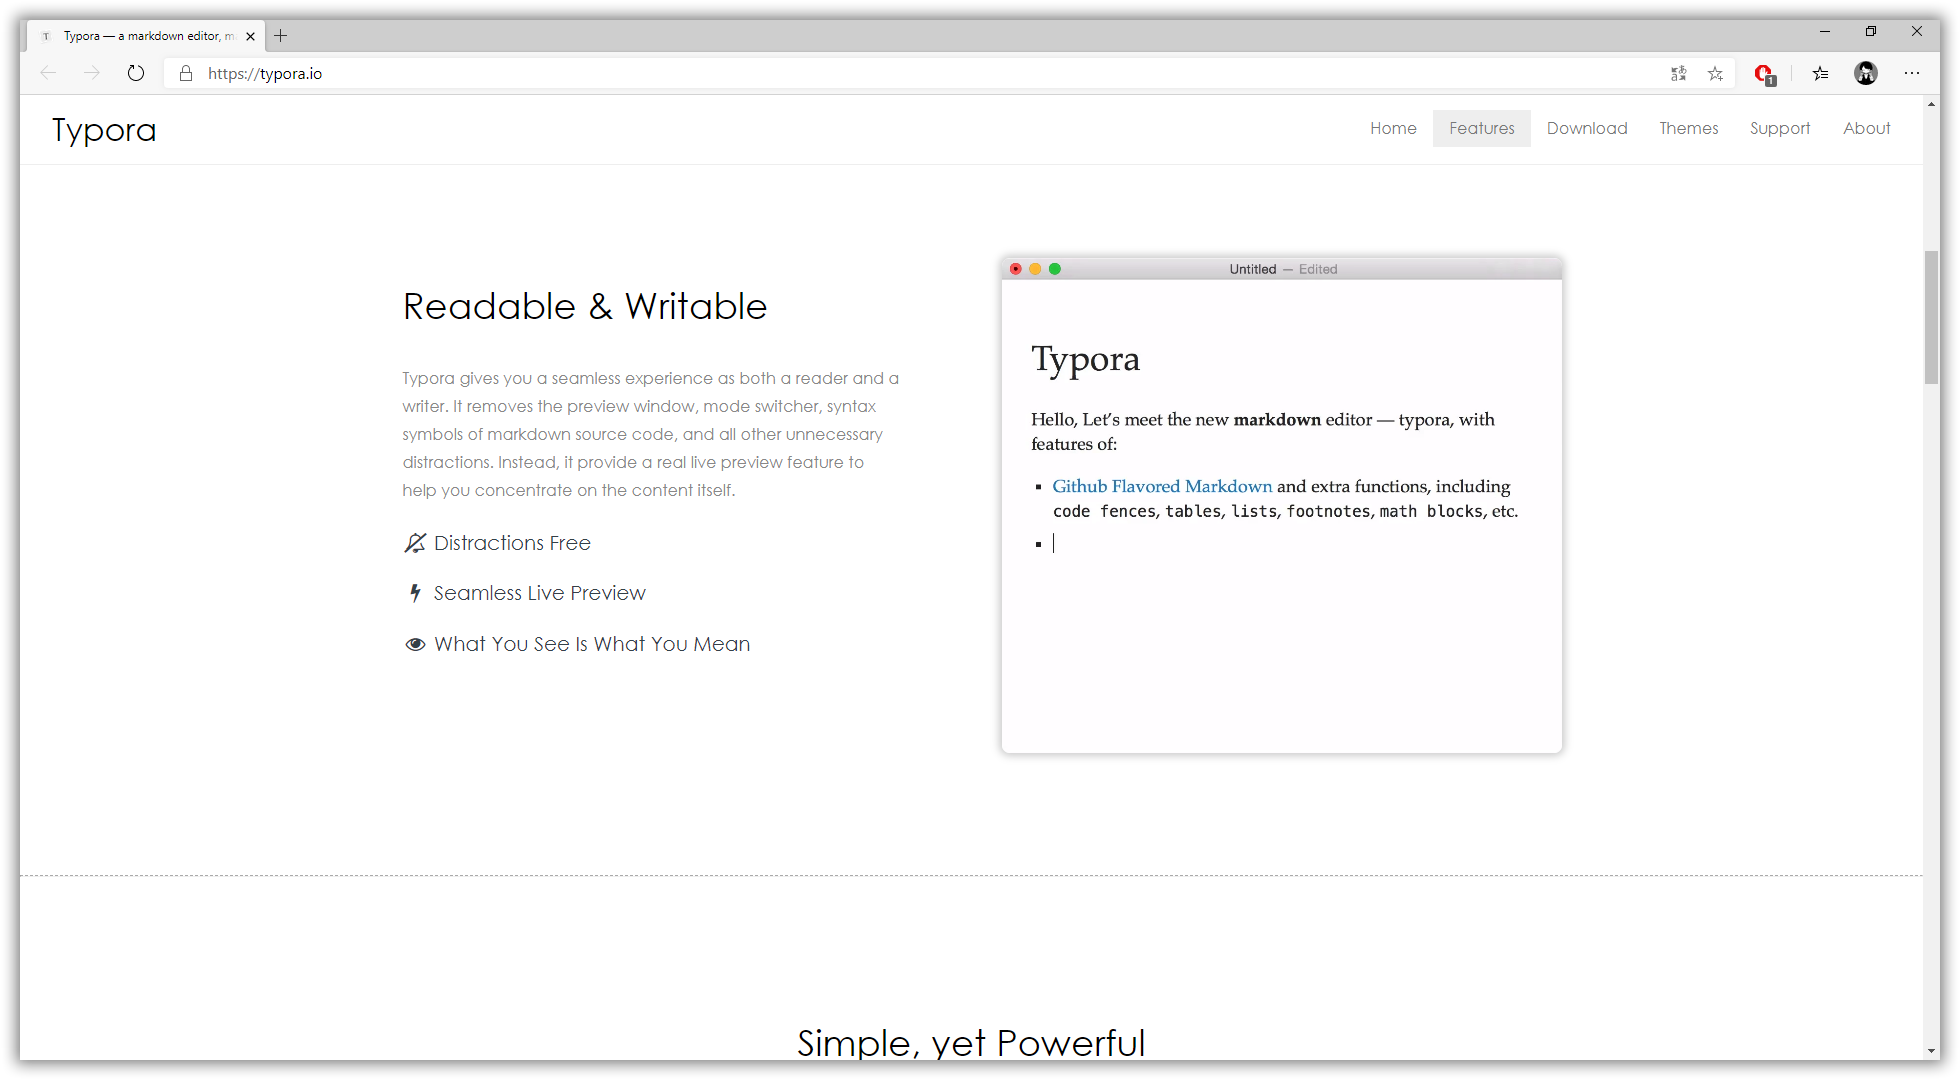 Typora — a markdown editor, m
https://typora.io
1
Typora
Home Features Download Themes Support About
Untitled — Edited
Readable & Writable
Typora gives you a seamless experience as both a reader and a
writer. It removes the preview window, mode switcher, syntax
symbols of markdown source code, and all other unnecessary
distractions. Instead, it provide a real live preview feature to
help you concentrate on the content itself.
Distractions Free
Seamless Live Preview
What You See Is What You Mean
Typora
Hello, Let's meet the new markdown editor — typora, with
features of:
Github Flavored Markdown and extra functions, including
code fences, tables, lists, footnotes, math blocks, etc.
Simple, yet Powerful